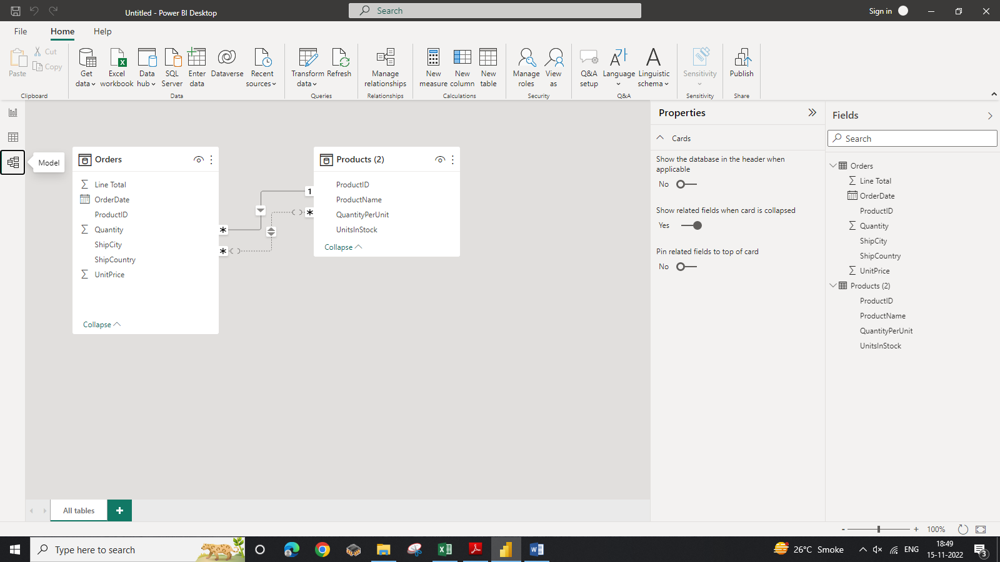 Untitled - Power BI Desktop
Search
Sign in
File
Home
Help
Paste
Cut
Copy
Clipboard
Get data
Excel workbook
Data hub
SQL Server
Enter data
Dataverse
Recent sources
Data
Transform data
Refresh
Queries
Manage relationships
Relationships
New measure
New column
New table
Calculations
Manage roles
View as
Security
Q&A setup
Language
Linguistic schema
Q&A
Sensitivity
Sensitivity
Publish
Share
Model
Orders
Line Total
OrderDate
ProductID
Quantity
ShipCity
ShipCountry
UnitPrice
Collapse
1
Products (2)
ProductID
ProductName
QuantityPerUnit
UnitsInStock
Collapse
Properties
Cards
Show the database in the header when
applicable
No
Show related fields when card is collapsed
Yes
Pin related fields to top of card
No
Fields
Search
Orders
Line Total
OrderDate
ProductID
Quantity
ShipCity
ShipCountry
UnitPrice
Products (2)
ProductID
ProductName
QuantityPerUnit
UnitsInStock
All tables
100%
Type here to search
26°C Smoke
ENG
18:49
15-11-2022
3